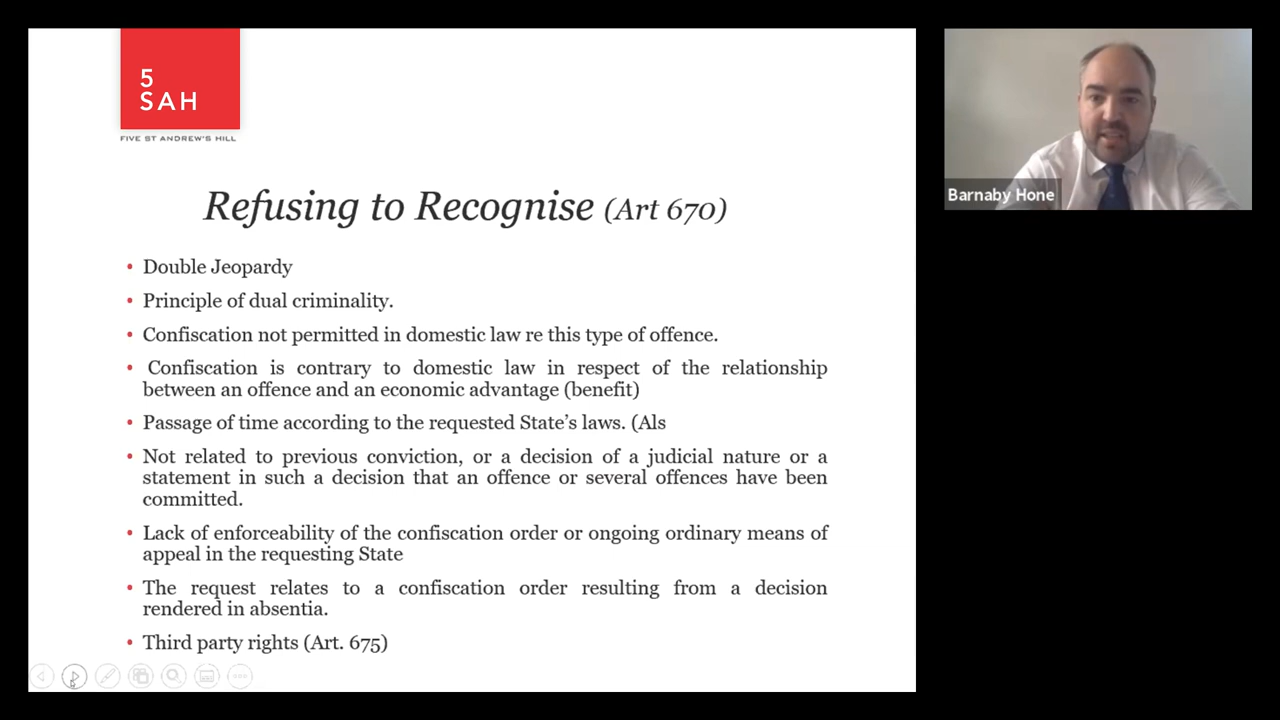 5
SAH
FIVE ST ANDREW'S HILL
Refusing to Recognise (Art 670)
• Double Jeopardy
• Principle of dual criminality.
• Confiscation not permitted in domestic law re this type of offence.
• Confiscation is contrary to domestic law in respect of the relationship
between an offence and an economic advantage (benefit)
• Passage of time according to the requested State's laws. (Als
• Not related to previous conviction, or a decision of a judicial nature or a
statement in such a decision that an offence or several offences have been
committed.
• Lack of enforceability of the confiscation order or ongoing ordinary means of
appeal in the requesting State
• The request relates to a confiscation order resulting from a decision
rendered in absentia.
• Third party rights (Art. 675)
Barnaby Hone